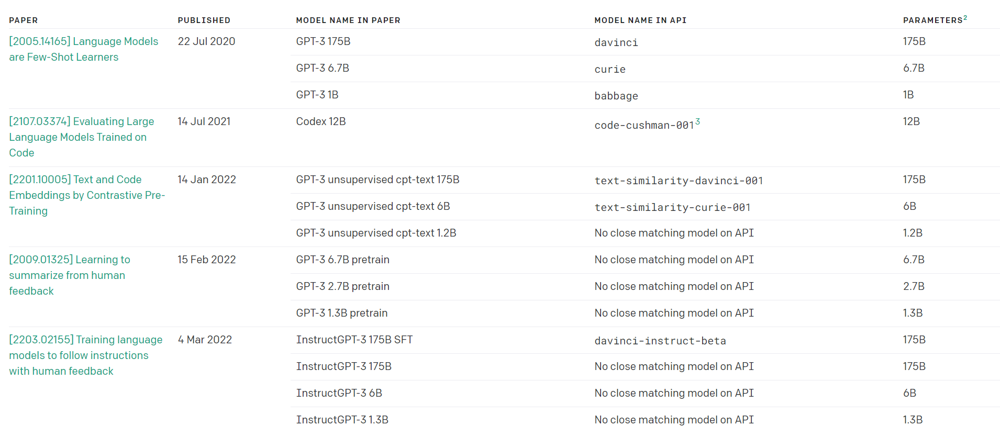 PAPER PUBLISHED MODEL NAME IN PAPER MODEL NAME IN API PARAMETERS2
[2005.14165] Language Models 22 Jul 2020 GPT-3 175B davinci 175B
are Few-Shot Learners
GPT-3 6.7B curie 6.7B
GPT-3 1B babbage 1B
[2107.03374] Evaluating Large 14 Jul 2021 Codex 12B code-cushman-0013 12B
Language Models Trained on
Code
[2201.10005] Text and Code 14 Jan 2022 GPT-3 unsupervised cpt-text 175B text-similarity-davinci-001 175B
Embeddings by Contrastive Pre-
GPT-3 unsupervised cpt-text 6B text-similarity-curie-001 6B
Training
GPT-3 unsupervised cpt-text 1.2B No close matching model on API 1.2B
[2009.01325] Learning to 15 Feb 2022 GPT-3 6.7B pretrain No close matching model on API 6.7B
summarize from human
GPT-3 2.7B pretrain No close matching model on API 2.7B
feedback
GPT-3 1.3B pretrain No close matching model on API 1.3B
[2203.02155] Training language 4 Mar 2022 InstructGPT-3 175B SFT davinci-instruct-beta 175B
models to follow instructions
InstructGPT-3 175B No close matching model on API 175B
with human feedback
InstructGPT-3 6B No close matching model on API 6B
InstructGPT-3 1.3B No close matching model on API 1.3B